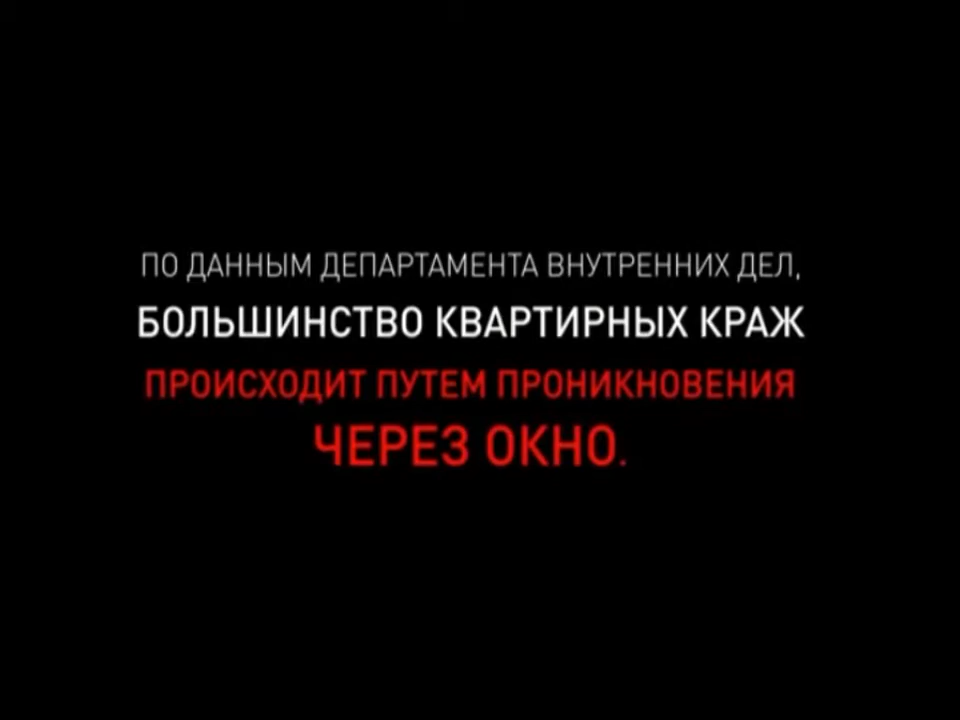 ПО ДАННЫМ ДЕПАРТАМЕНТА ВНУТРЕННИХ ДЕЛ,
БОЛЬШИНСТВО КВАРТИРНЫХ КРАЖ
ПРОИСХОДИТ ПУТЕМ ПРОНИКНОВЕНИЯ
ЧЕРЕЗ ОКНО.